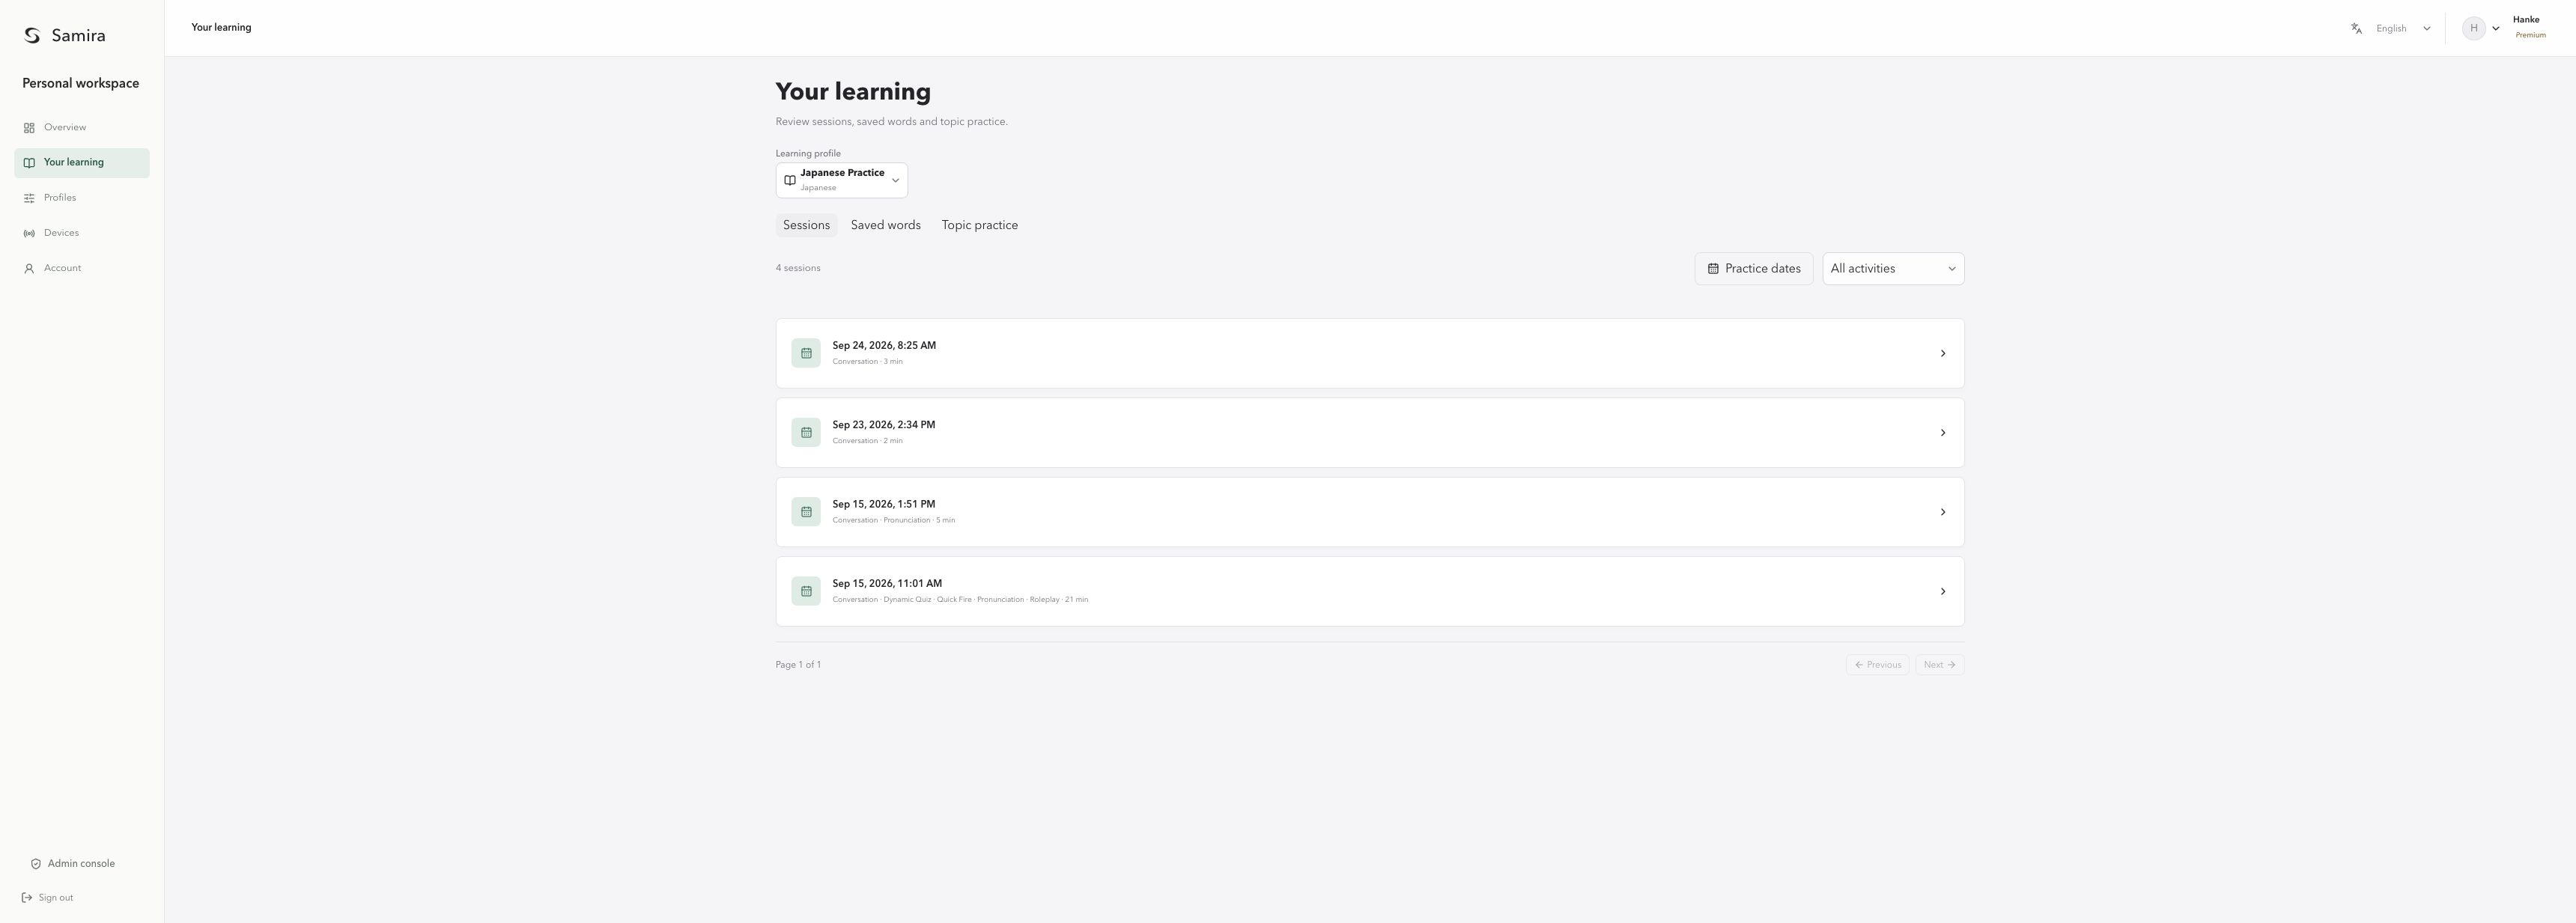 Samira
Personal workspace
Overview
Your learning
Profiles
Devices
Account
Admin console
Sign out
Your learning
English
H
Hanke
Premium
Your learning
Review sessions, saved words and topic practice.
Learning profile
Japanese Practice
Japanese
Sessions Saved words Topic practice
4 sessions
Practice dates
All activities
Sep 24, 2026, 8:25 AM
Conversation · 3 min
Sep 23, 2026, 2:34 PM
Conversation · 2 min
Sep 15, 2026, 1:51 PM
Conversation · Pronunciation · 5 min
Sep 15, 2026, 11:01 AM
Conversation · Dynamic Quiz · Quick Fire · Pronunciation · Roleplay · 21 min
Page 1 of 1
Previous
Next